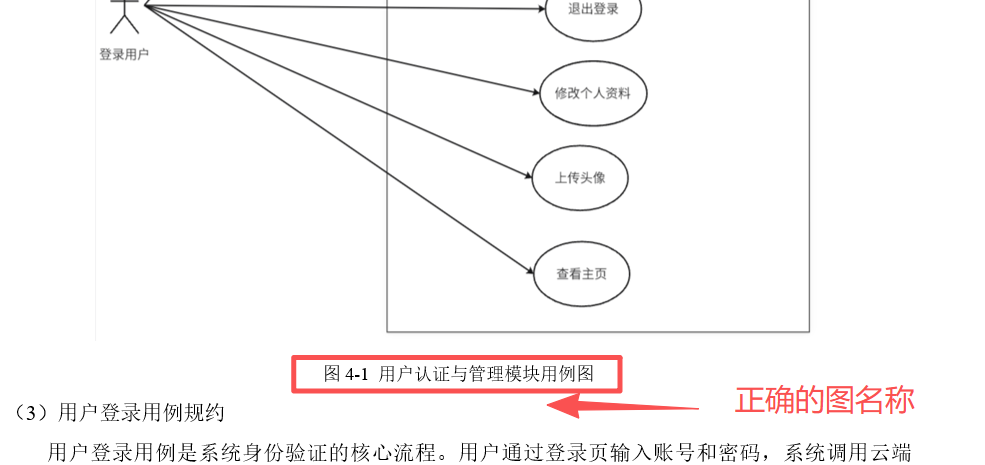 退出登录
登录用户
修改个人资料
上传头像
查看主页
图 4-1 用户认证与管理模块用例图
正确的图名称
（3）用户登录用例规约
用户登录用例是系统身份验证的核心流程。用户通过登录页输入账号和密码，系统调用云端